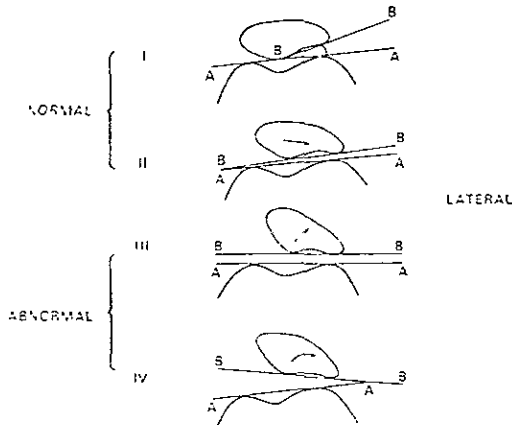 B
I B
A A
NORMAL
B B
II A A
LATERAL
III B B
A A
ABNORMAL
B
IV A B
A